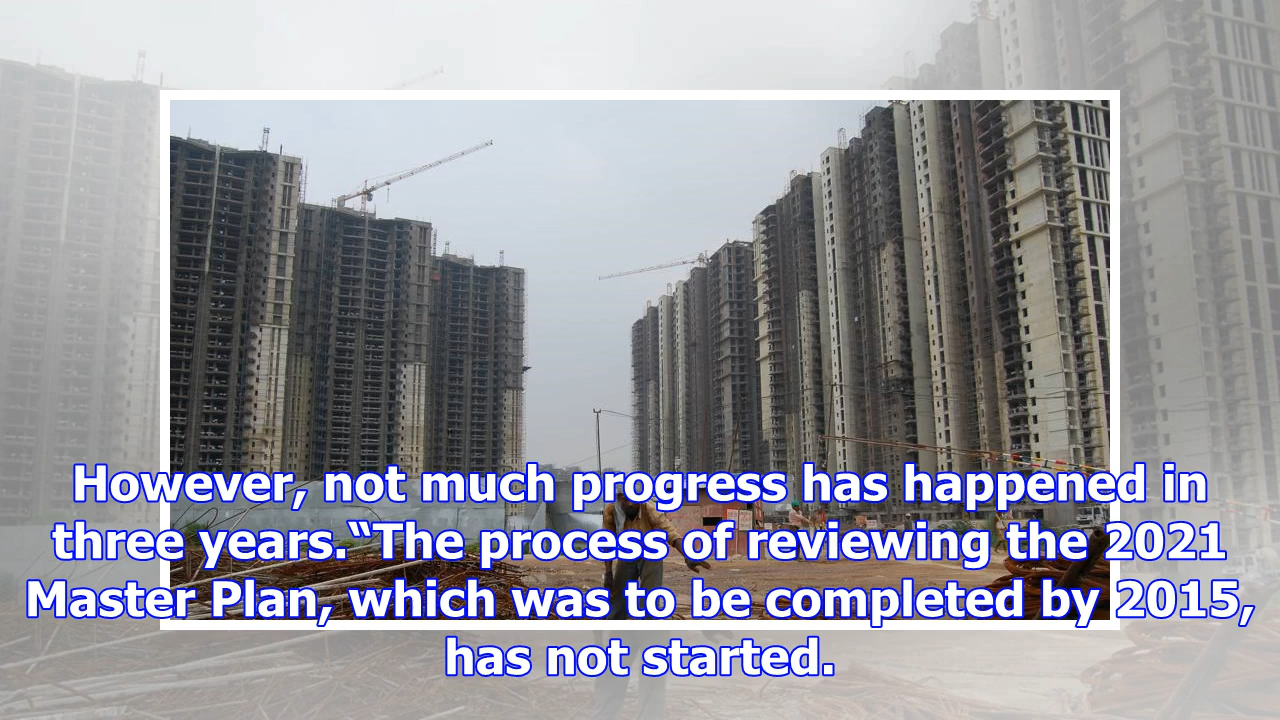 However, not much progress has happened in
three years.“The process of reviewing the 2021
Master Plan, which was to be completed by 2015,
has not started.